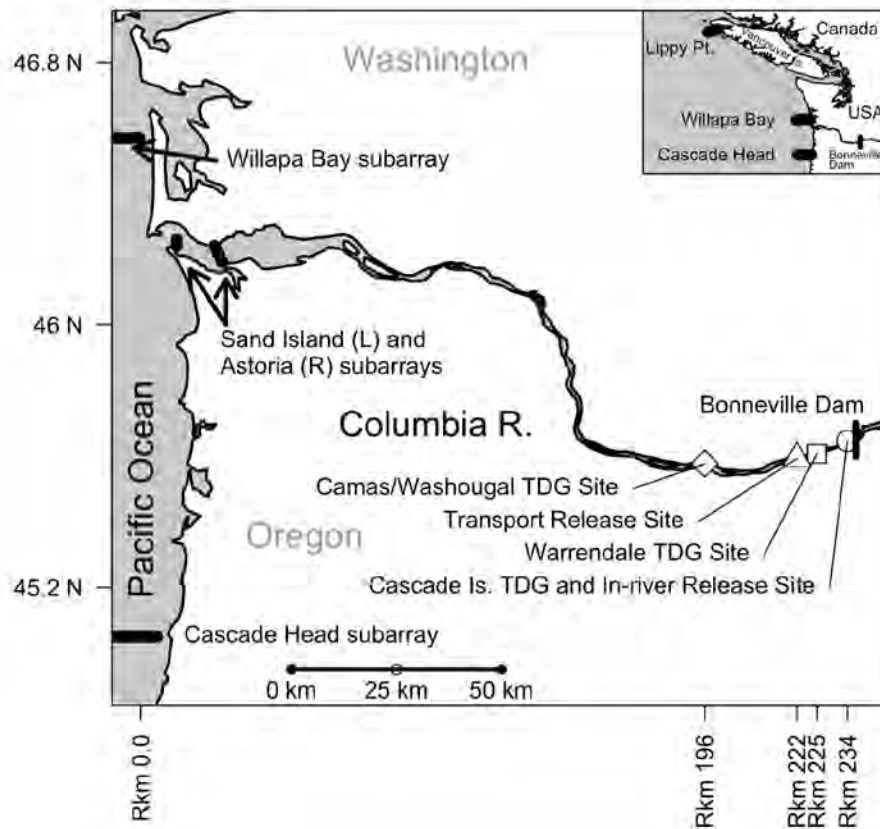 Washington
46.8 N
Canada
Vancouver Is.
Lippy Pt.
USA
Willapa Bay
Cascade Head
Bonneville
Dam
Willapa Bay subarray
46 N
Sand Island (L) and
Astoria (R) subarrays
Pacific Ocean
Columbia R.
Bonneville Dam
Camas/Washougal TDG Site
Transport Release Site
Oregon
Warrendale TDG Site
45.2 N
Cascade Is. TDG and In-river Release Site
Cascade Head subarray
0 km
25 km
50 km
Rkm 0.0
Rkm 196
Rkm 222
Rkm 225
Rkm 234